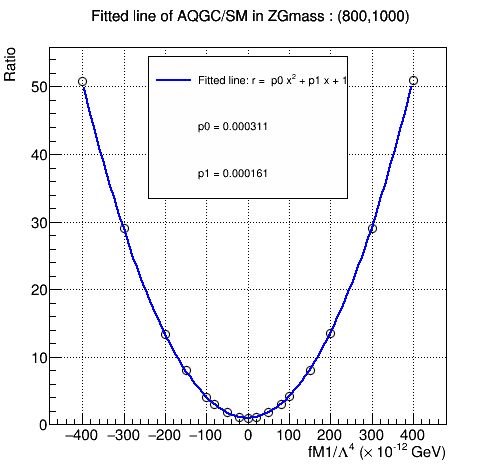 Fitted line of AQGC/SM in ZGmass : (800,1000)
Ratio
Fitted line: r = p0 x² + p1 x + 1
p0 = 0.000311
p1 = 0.000161
50
40
30
20
10
0
−400 −300 −200 −100 0 100 200 300 400
fM1/Λ⁴ (× 10⁻¹² GeV)